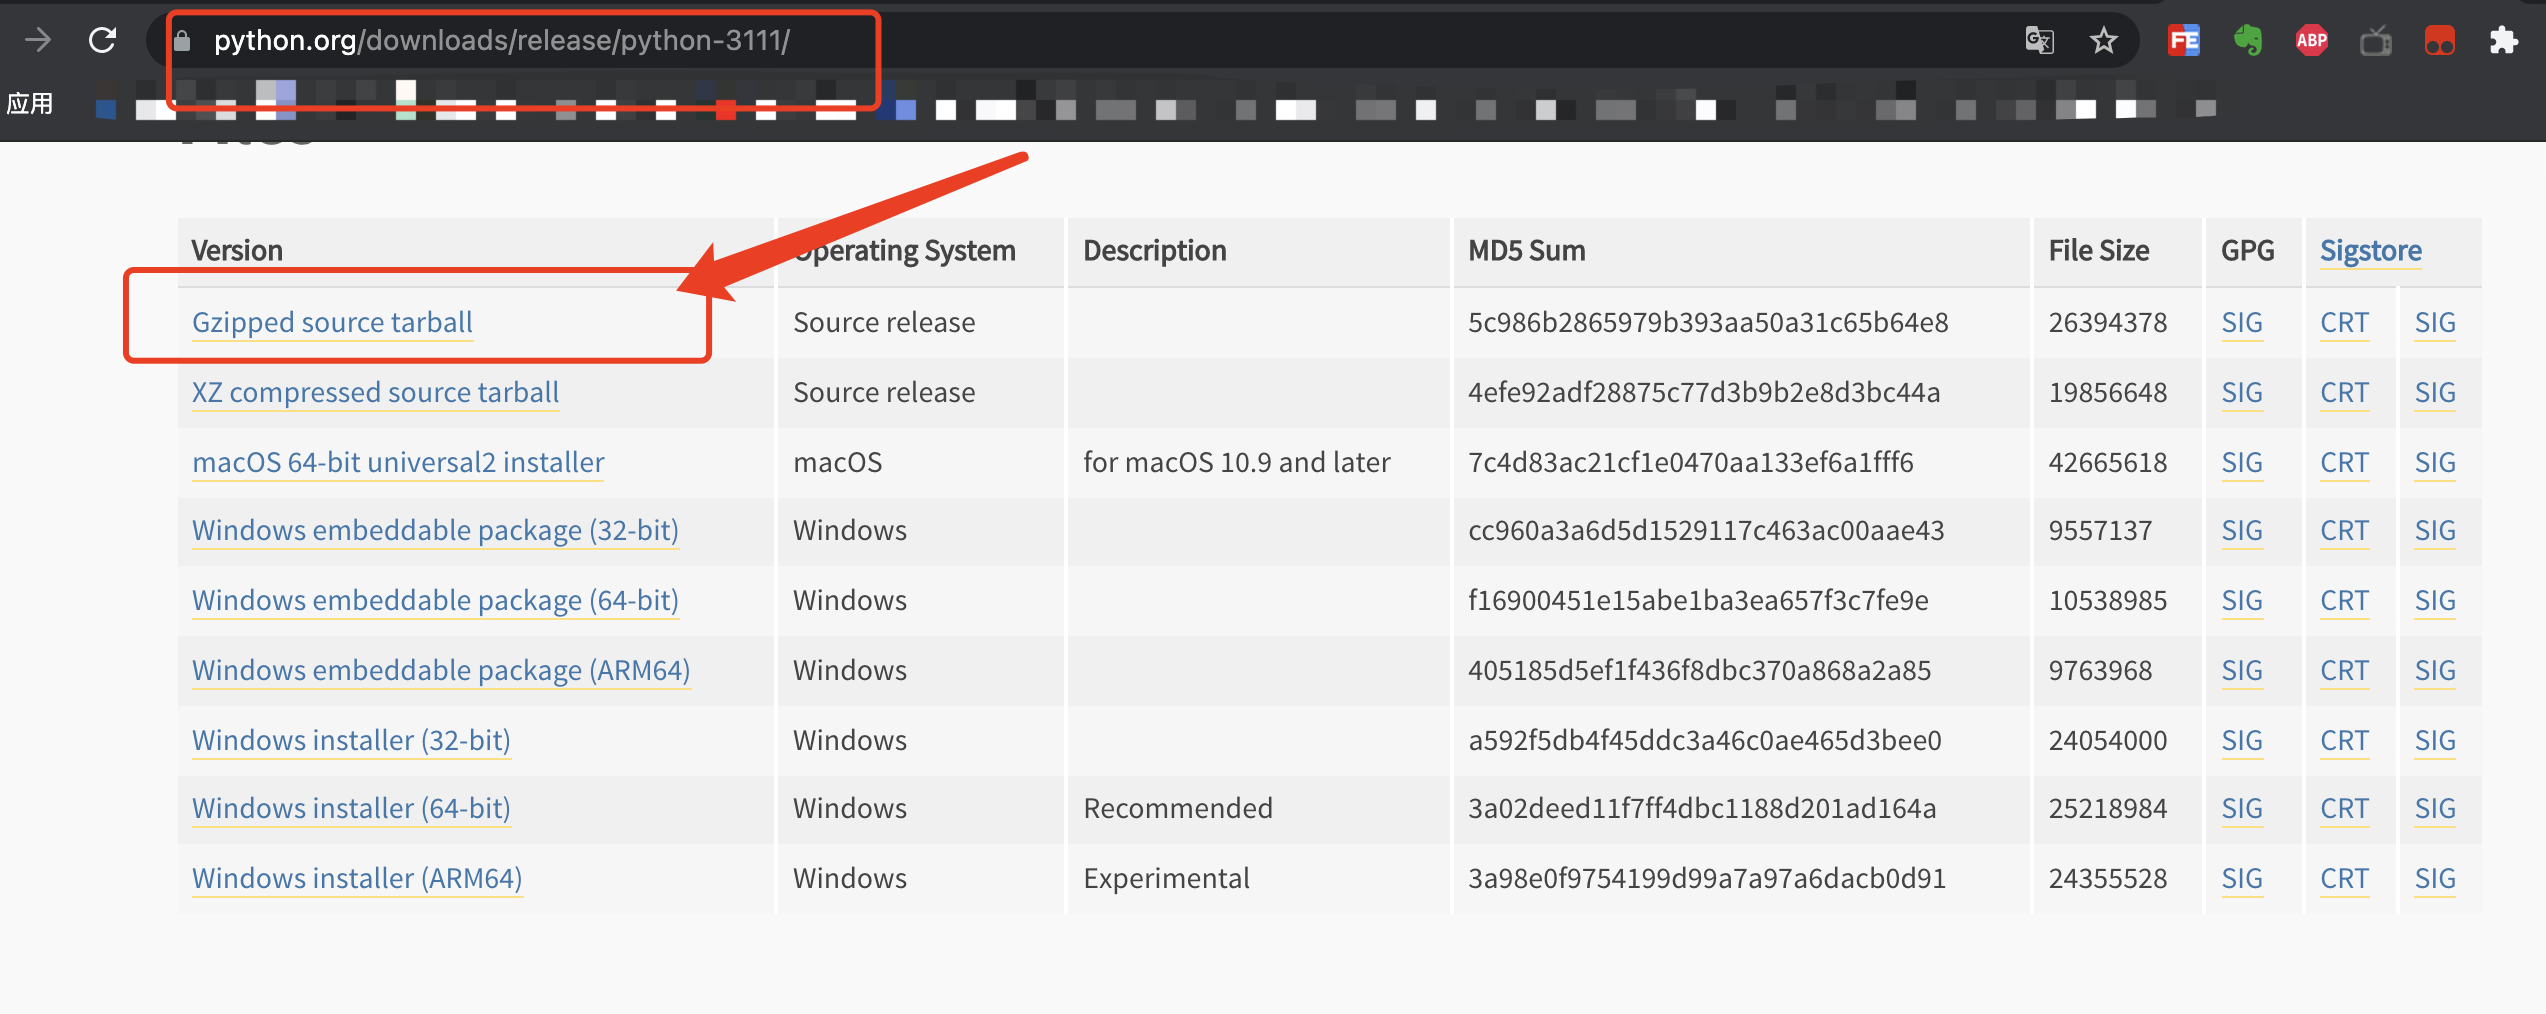 python.org/downloads/release/python-3111/
FE
ABP
应用
Version Operating System Description MD5 Sum File Size GPG Sigstore
Gzipped source tarball Source release 5c986b2865979b393aa50a31c65b64e8 26394378 SIG CRT SIG
XZ compressed source tarball Source release 4efe92adf28875c77d3b9b2e8d3bc44a 19856648 SIG CRT SIG
macOS 64-bit universal2 installer macOS for macOS 10.9 and later 7c4d83ac21cf1e0470aa133ef6a1fff6 42665618 SIG CRT SIG
Windows embeddable package (32-bit) Windows cc960a3a6d5d1529117c463ac00aae43 9557137 SIG CRT SIG
Windows embeddable package (64-bit) Windows f16900451e15abe1ba3ea657f3c7fe9e 10538985 SIG CRT SIG
Windows embeddable package (ARM64) Windows 405185d5ef1f436f8dbc370a868a2a85 9763968 SIG CRT SIG
Windows installer (32-bit) Windows a592f5db4f45ddc3a46c0ae465d3bee0 24054000 SIG CRT SIG
Windows installer (64-bit) Windows Recommended 3a02deed11f7ff4dbc1188d201ad164a 25218984 SIG CRT SIG
Windows installer (ARM64) Windows Experimental 3a98e0f9754199d99a7a97a6dacb0d91 24355528 SIG CRT SIG